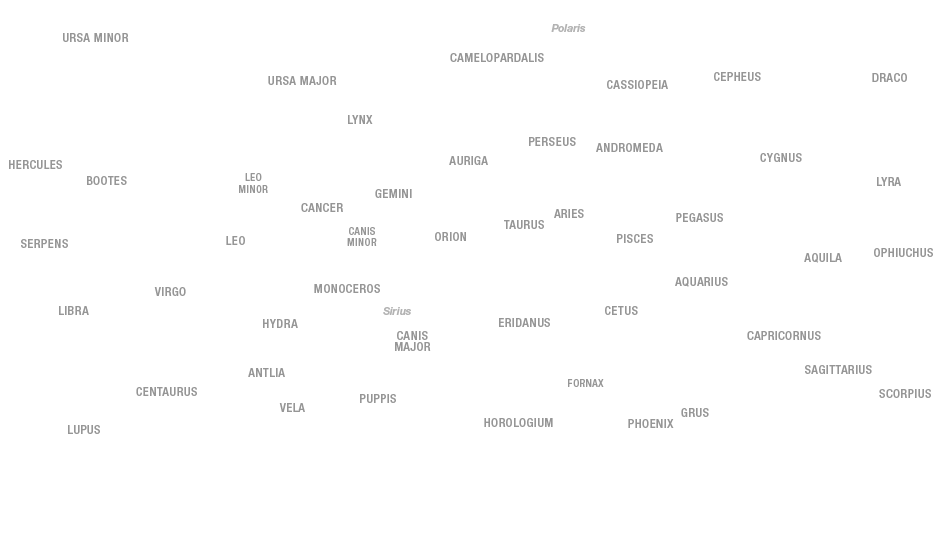 Polaris
URSA MINOR
CAMELOPARDALIS
URSA MAJOR
CASSIOPEIA
CEPHEUS
DRACO
LYNX
PERSEUS
ANDROMEDA
HERCULES
AURIGA
CYGNUS
BOOTES
LEO
MINOR
GEMINI
LYRA
CANCER
ARIES
PEGASUS
TAURUS
SERPENS
LEO
CANIS
MINOR
ORION
PISCES
AQUILA
OPHIUCHUS
VIRGO
MONOCEROS
AQUARIUS
LIBRA
Sirius
CETUS
HYDRA
CANIS
MAJOR
ERIDANUS
CAPRICORNUS
ANTLIA
SAGITTARIUS
CENTAURUS
FORNAX
SCORPIUS
VELA
PUPPIS
GRUS
LUPUS
HOROLOGIUM
PHOENIX